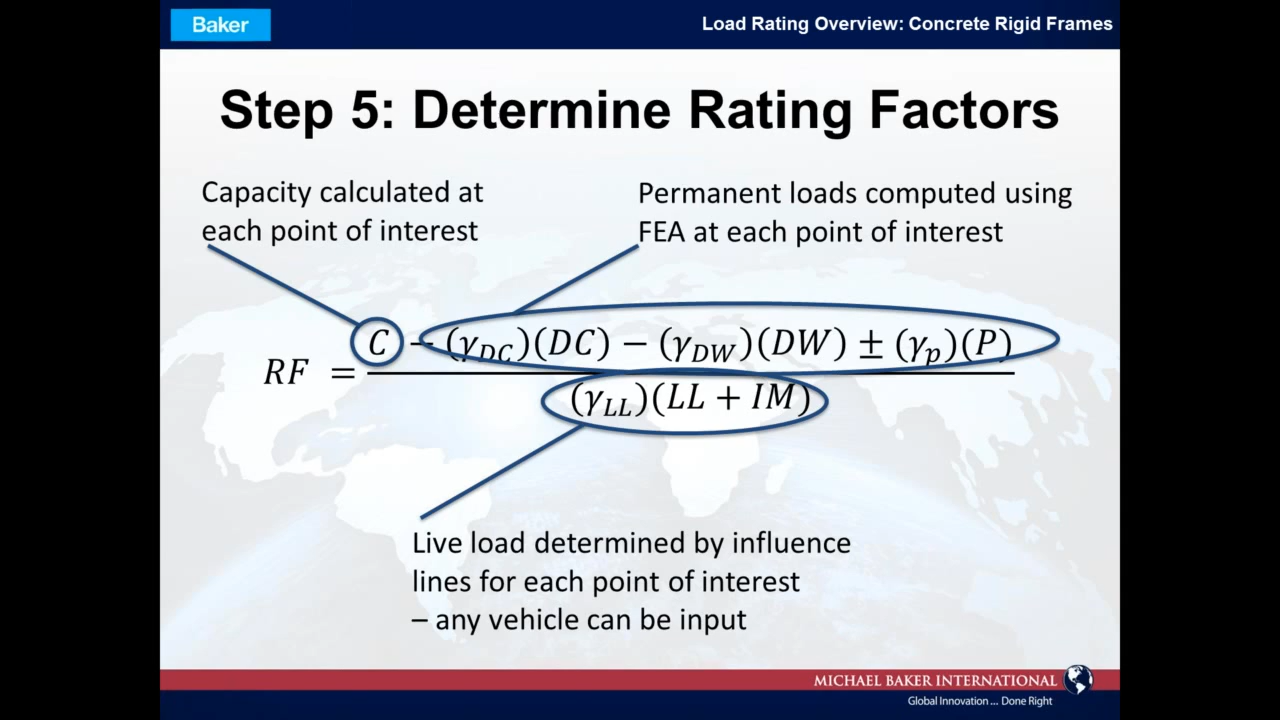 Baker
Load Rating Overview: Concrete Rigid Frames
Step 5: Determine Rating Factors
Capacity calculated at
each point of interest
Permanent loads computed using
FEA at each point of interest
RF = C − (γ_DC)(DC) − (γ_DW)(DW) ± (γ_p)(P)
(γ_LL)(LL + IM)
Live load determined by influence
lines for each point of interest
– any vehicle can be input
MICHAEL BAKER INTERNATIONAL
Global Innovation ... Done Right